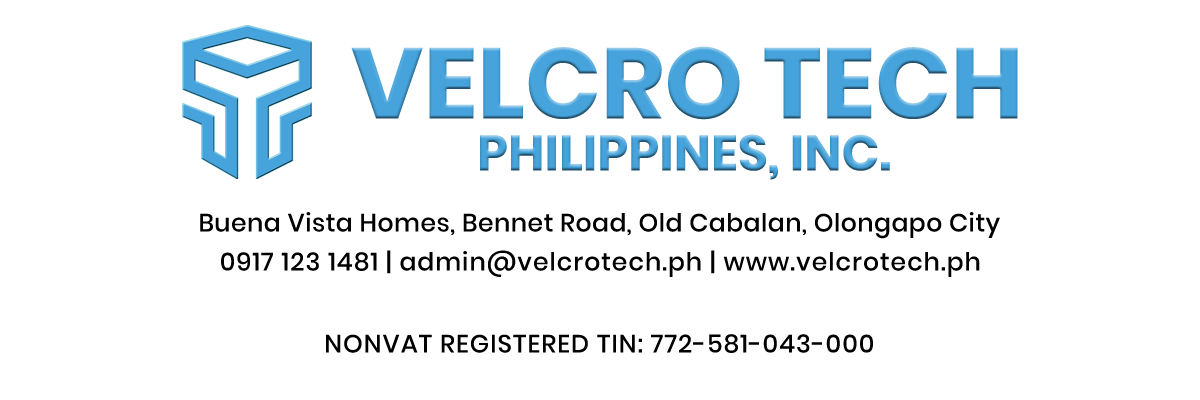 VELCRO TECH
PHILIPPINES, INC.
Buena Vista Homes, Bennet Road, Old Cabalan, Olongapo City
0917 123 1481 | admin@velcrotech.ph | www.velcrotech.ph
NONVAT REGISTERED TIN: 772-581-043-000